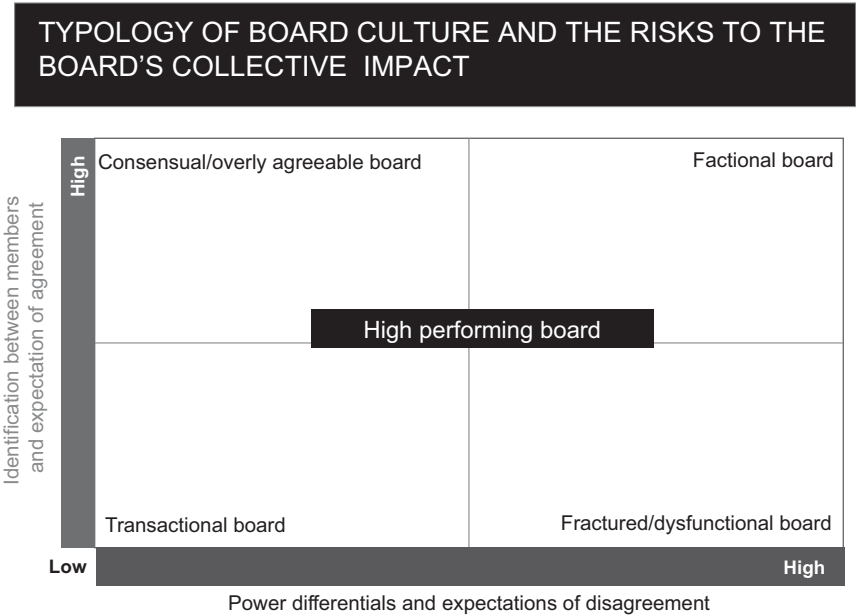 TYPOLOGY OF BOARD CULTURE AND THE RISKS TO THE
BOARD'S COLLECTIVE IMPACT
High
Identification between members
and expectation of agreement
Consensual/overly agreeable board
Factional board
High performing board
Transactional board
Fractured/dysfunctional board
Low
High
Power differentials and expectations of disagreement